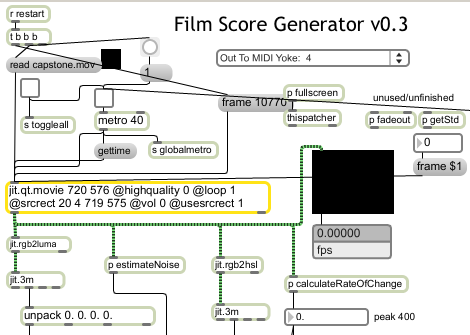 r restart
Film Score Generator v0.3
t b b b
read capstone.mov
Out To MIDI Yoke: 4
1
p fullscreen
unused/unfinished
frame 10770
s toggleall
metro 40
thispatcher
p fadeout
p getStd
gettime
s globalmetro
0
frame $1
jit.qt.movie 720 576 @highquality 0 @loop 1
@srcrect 20 4 719 575 @vol 0 @usesrcrect 1
0.00000
fps
jit.rgb2luma
p estimateNoise
jit.rgb2hsl
jit.3m
p calculateRateOfChange
unpack 0. 0. 0. 0.
jit.3m
0.
peak 400